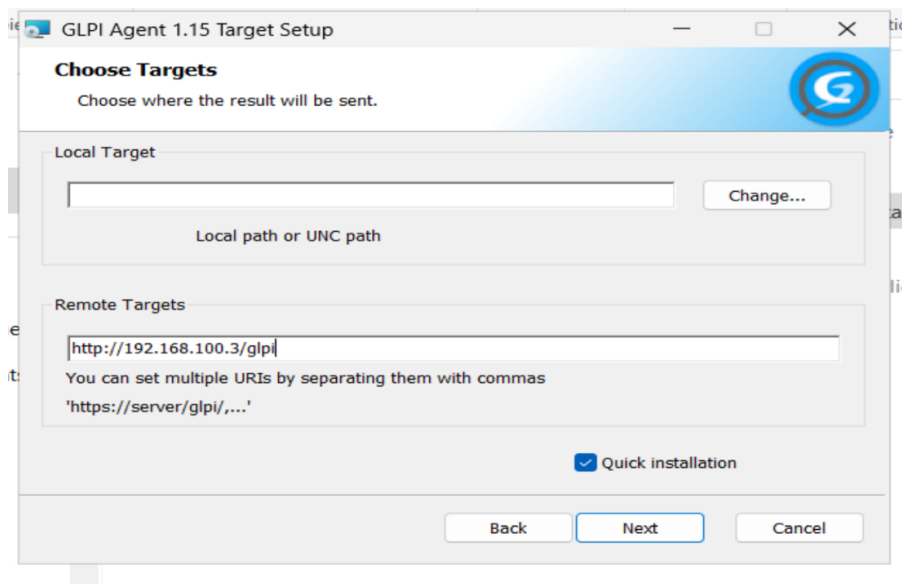 GLPI Agent 1.15 Target Setup
Choose Targets
Choose where the result will be sent.
Local Target
Change...
Local path or UNC path
Remote Targets
http://192.168.100.3/glpi
You can set multiple URIs by separating them with commas
'https://server/glpi/,...'
Quick installation
Back
Next
Cancel